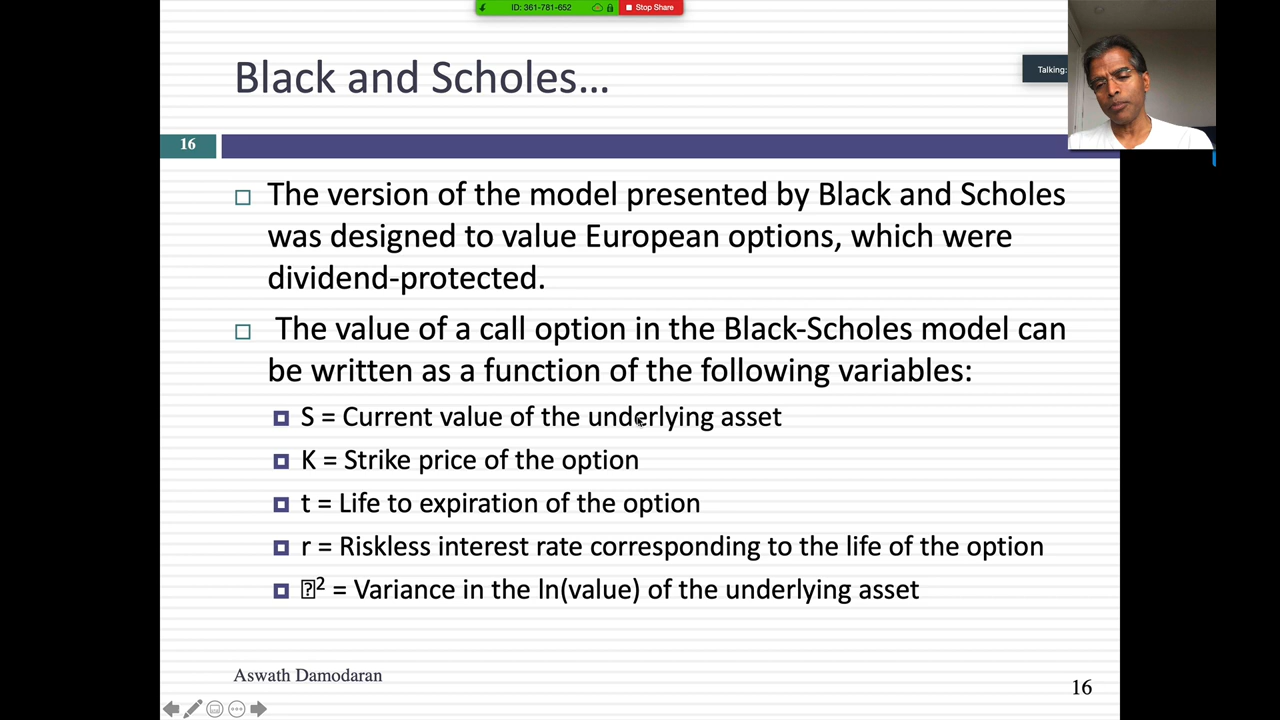 ID: 361-781-652
Stop Share
Black and Scholes...
Talking:
16
The version of the model presented by Black and Scholes
was designed to value European options, which were
dividend-protected.
The value of a call option in the Black-Scholes model can
be written as a function of the following variables:
S = Current value of the underlying asset
K = Strike price of the option
t = Life to expiration of the option
r = Riskless interest rate corresponding to the life of the option
⍰² = Variance in the ln(value) of the underlying asset
Aswath Damodaran
16